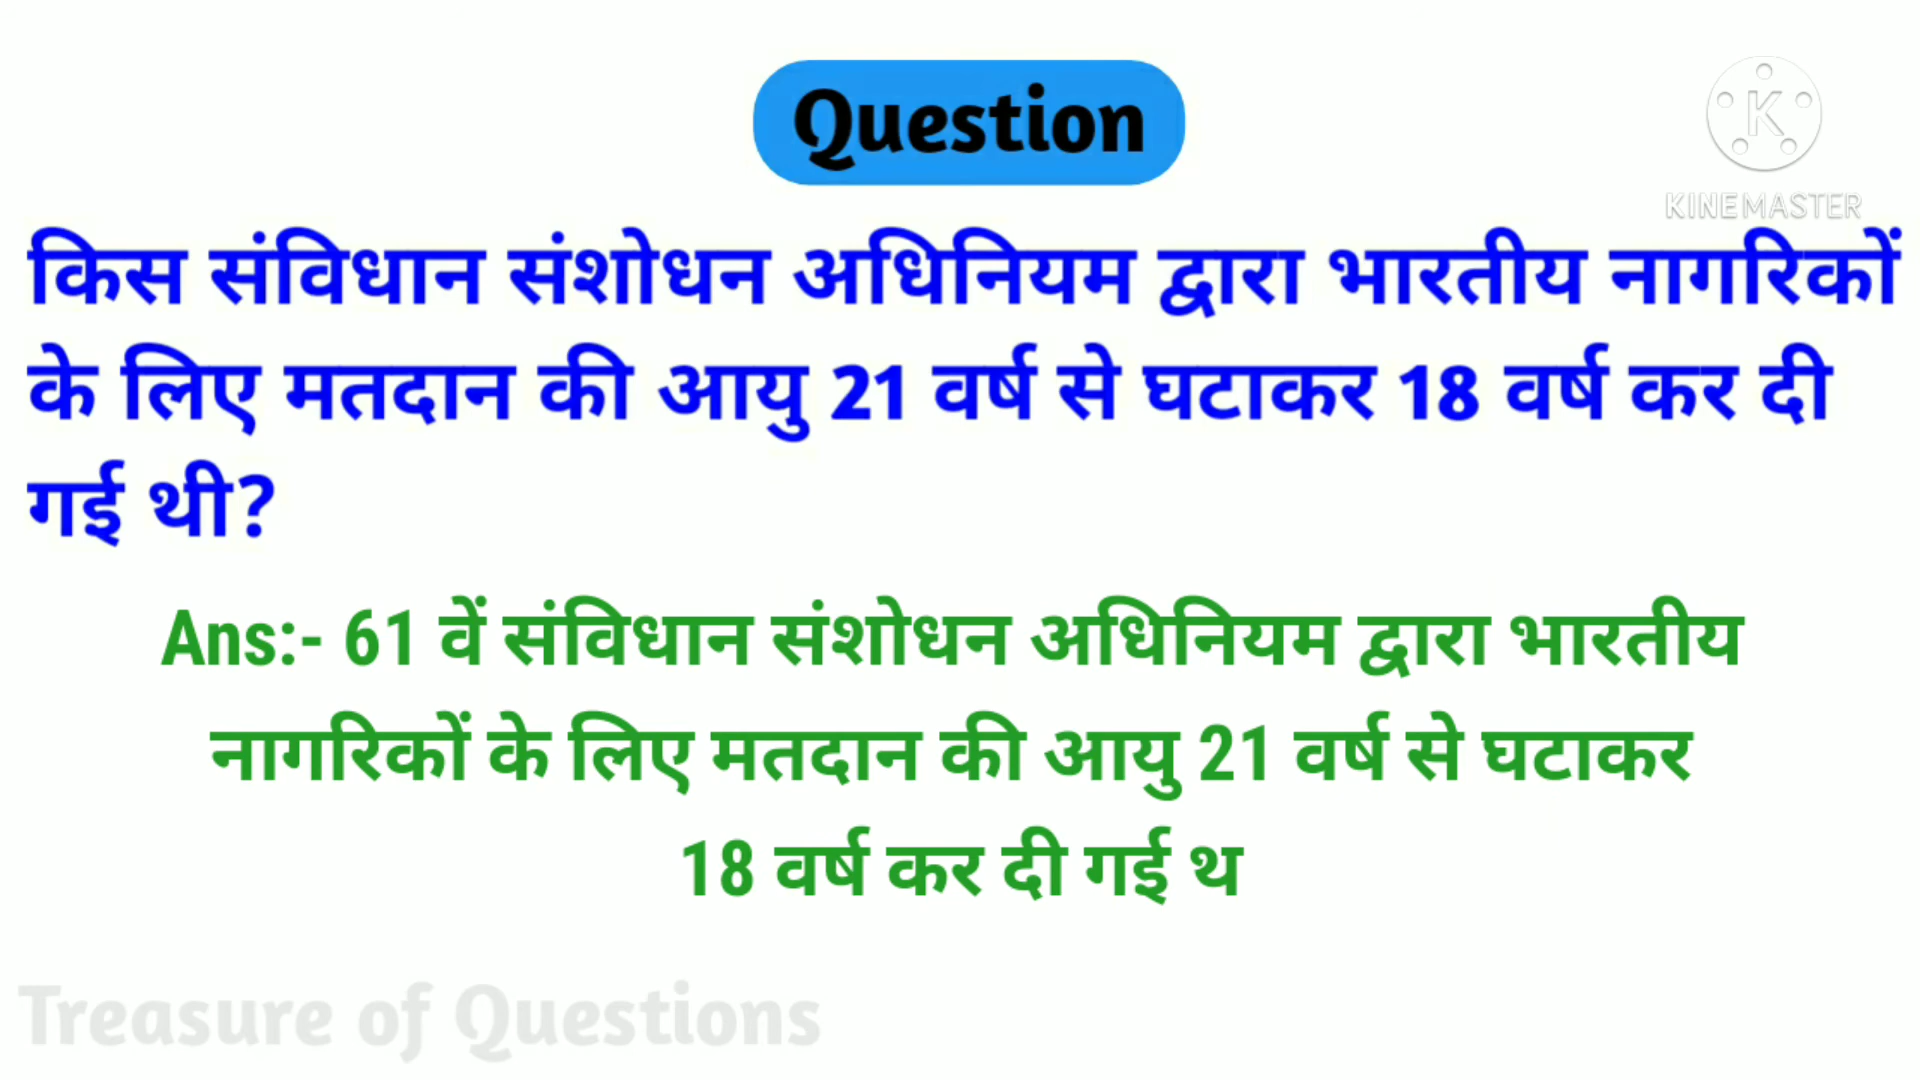 Question
K
KINEMASTER
किस संविधान संशोधन अधिनियम द्वारा भारतीय नागरिकों
के लिए मतदान की आयु 21 वर्ष से घटाकर 18 वर्ष कर दी
गई थी?
Ans:- 61 वें संविधान संशोधन अधिनियम द्वारा भारतीय
नागरिकों के लिए मतदान की आयु 21 वर्ष से घटाकर
18 वर्ष कर दी गई थ
Treasure of Questions